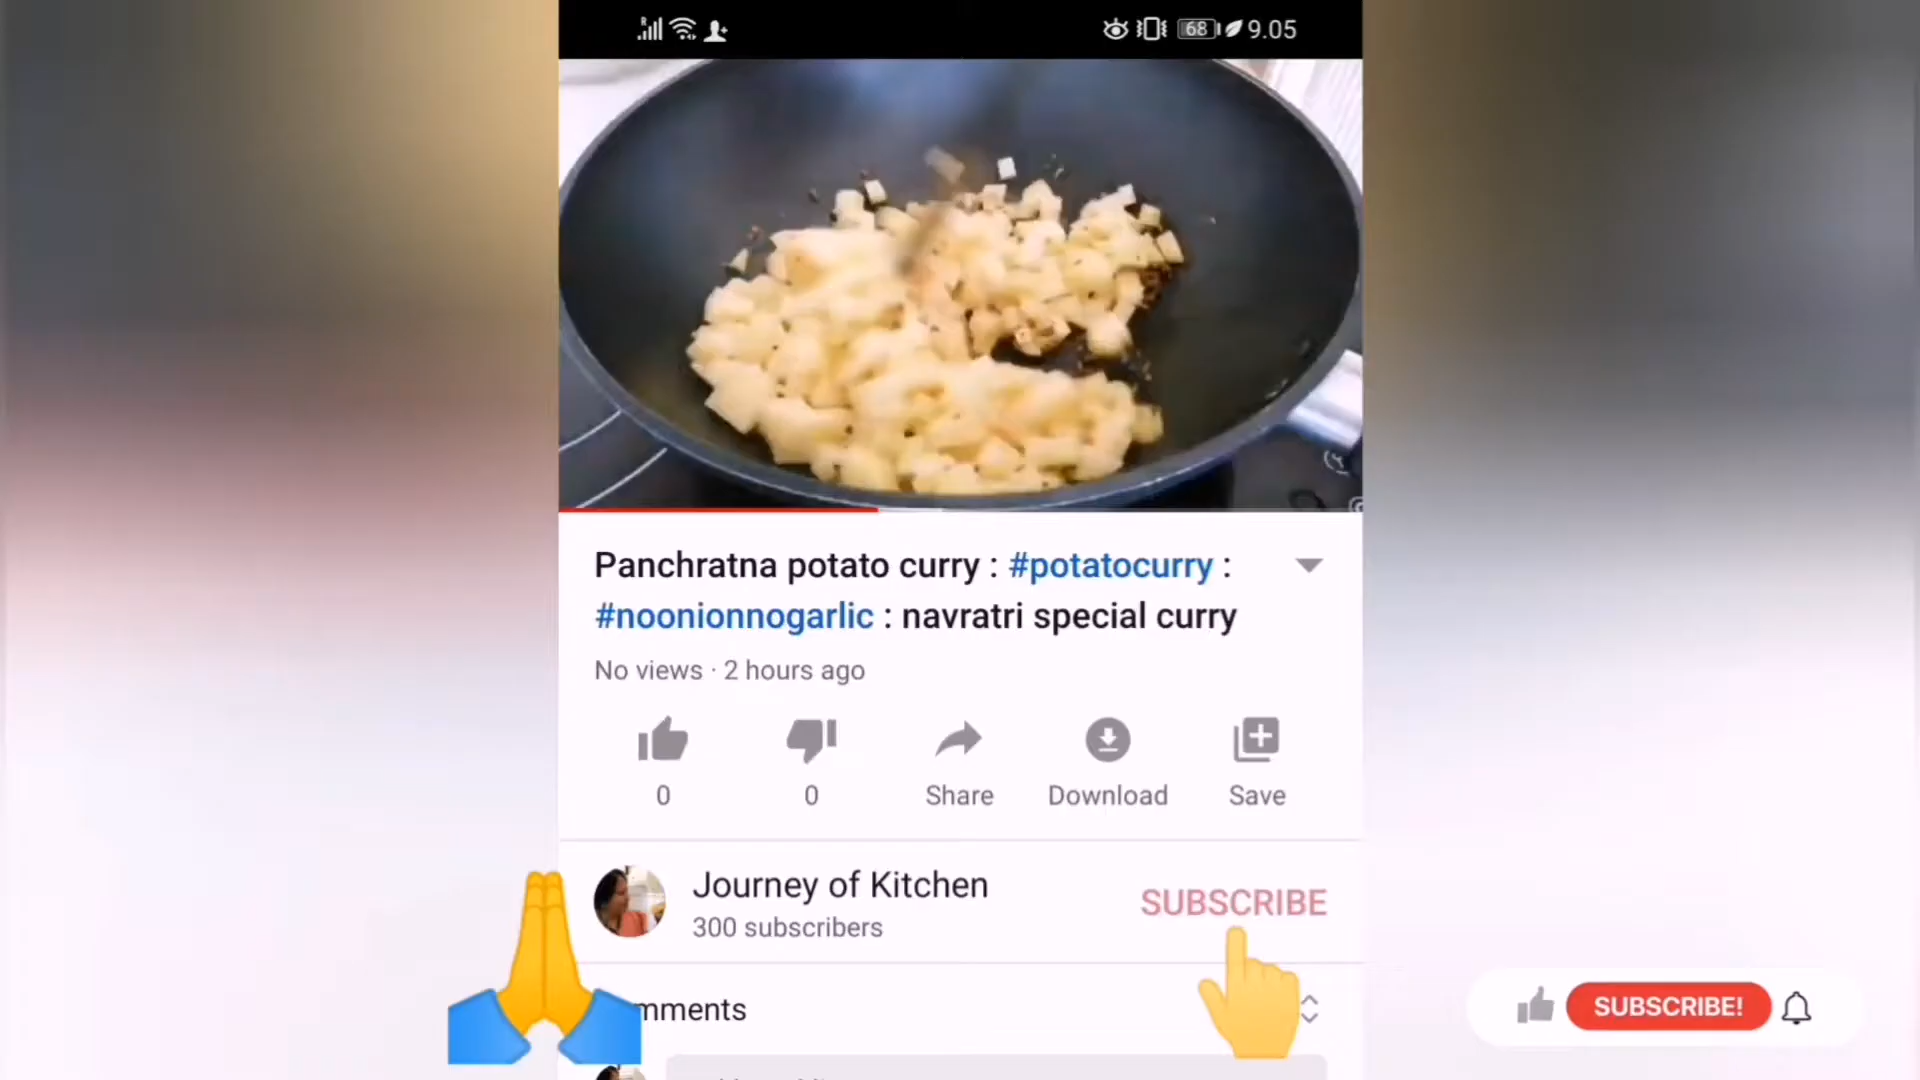 R 68 9.05
Panchratna potato curry : #potatocurry :
#noonionnogarlic : navratri special curry
No views · 2 hours ago
0 0 Share Download Save
Journey of Kitchen
300 subscribers
SUBSCRIBE
mments
SUBSCRIBE!